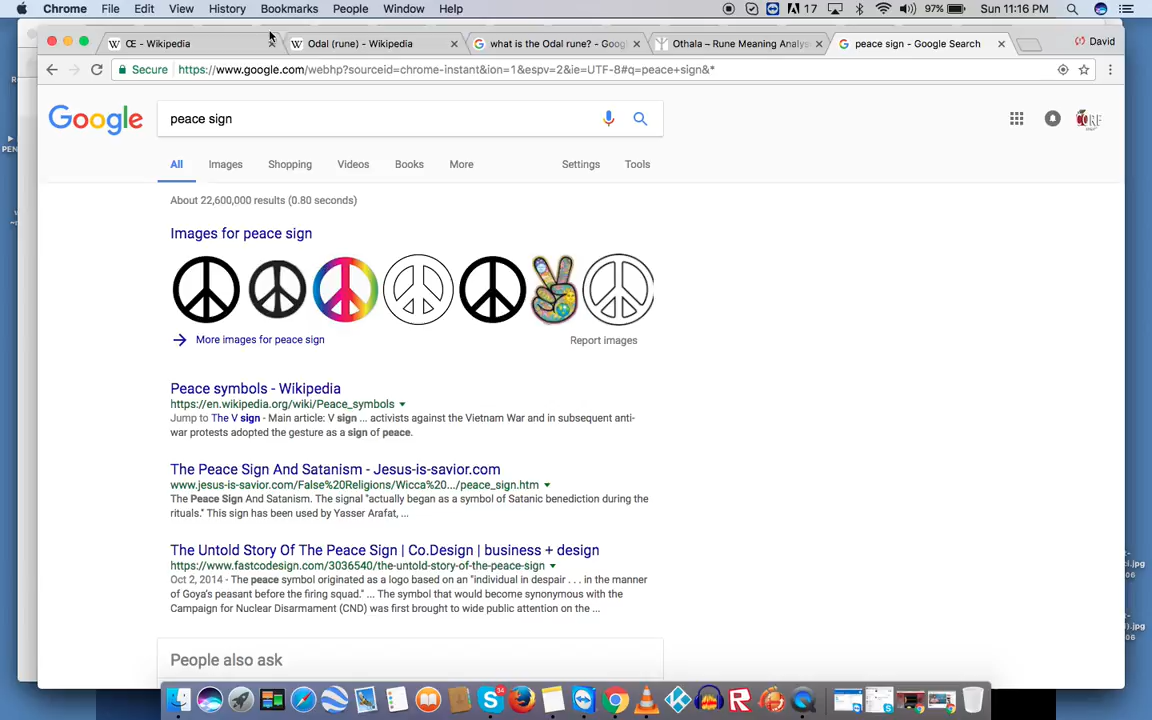 Chrome File Edit View History Bookmarks People Window Help 17 97% Sun 11:16 PM
Œ - Wikipedia Odal (rune) - Wikipedia what is the Odal rune? - Goog Othala ~ Rune Meaning Analys peace sign - Google Search David
Secure https://www.google.com/webhp?sourceid=chrome-instant&ion=1&espv=2&ie=UTF-8#q=peace+sign&*
Google peace sign
All Images Shopping Videos Books More Settings Tools
About 22,600,000 results (0.80 seconds)
Images for peace sign
More images for peace sign Report images
Peace symbols - Wikipedia
https://en.wikipedia.org/wiki/Peace_symbols
Jump to The V sign - Main article: V sign ... activists against the Vietnam War and in subsequent anti-
war protests adopted the gesture as a sign of peace.
The Peace Sign And Satanism - Jesus-is-savior.com
www.jesus-is-savior.com/False%20Religions/Wicca%20.../peace_sign.htm
The Peace Sign And Satanism. The signal "actually began as a symbol of Satanic benediction during the
rituals." This sign has been used by Yasser Arafat, ...
The Untold Story Of The Peace Sign | Co.Design | business + design
https://www.fastcodesign.com/3036540/the-untold-story-of-the-peace-sign
Oct 2, 2014 - The peace symbol originated as a logo based on an "individual in despair . . . in the manner
of Goya's peasant before the firing squad." ... The symbol that would become synonymous with the
Campaign for Nuclear Disarmament (CND) was first brought to wide public attention on the ...
People also ask